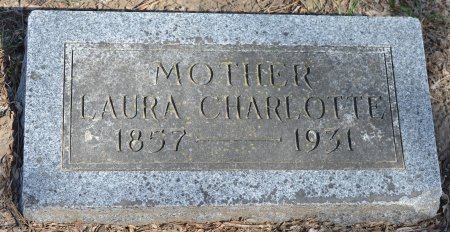 MOTHER
LAURA CHARLOTTE
1857 — 1931